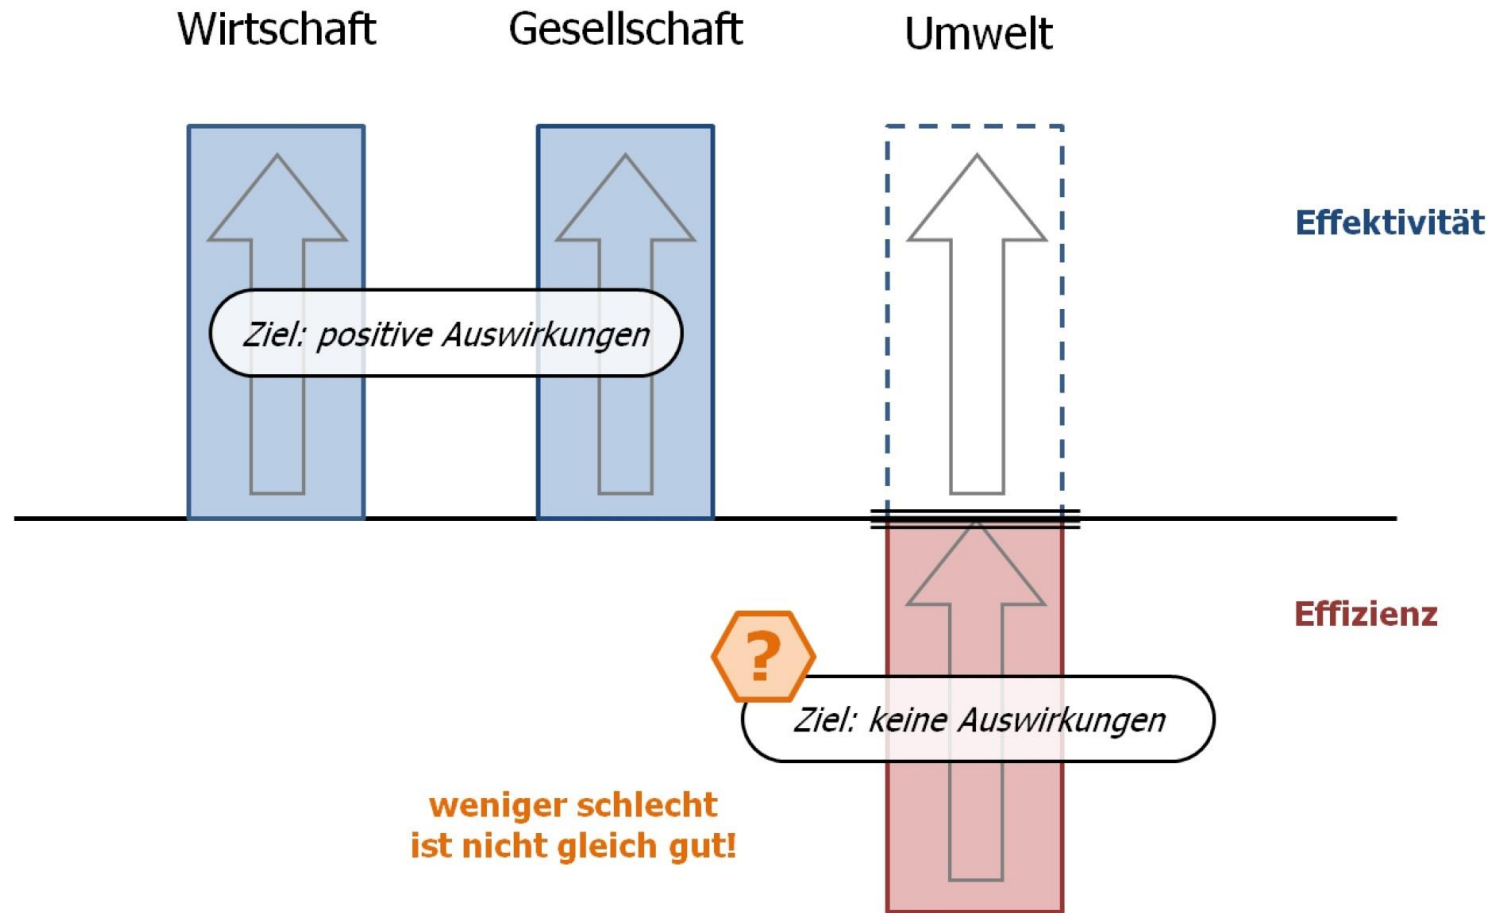 Wirtschaft
Gesellschaft
Umwelt
Effektivität
Ziel: positive Auswirkungen
Effizienz
?
Ziel: keine Auswirkungen
weniger schlecht
ist nicht gleich gut!